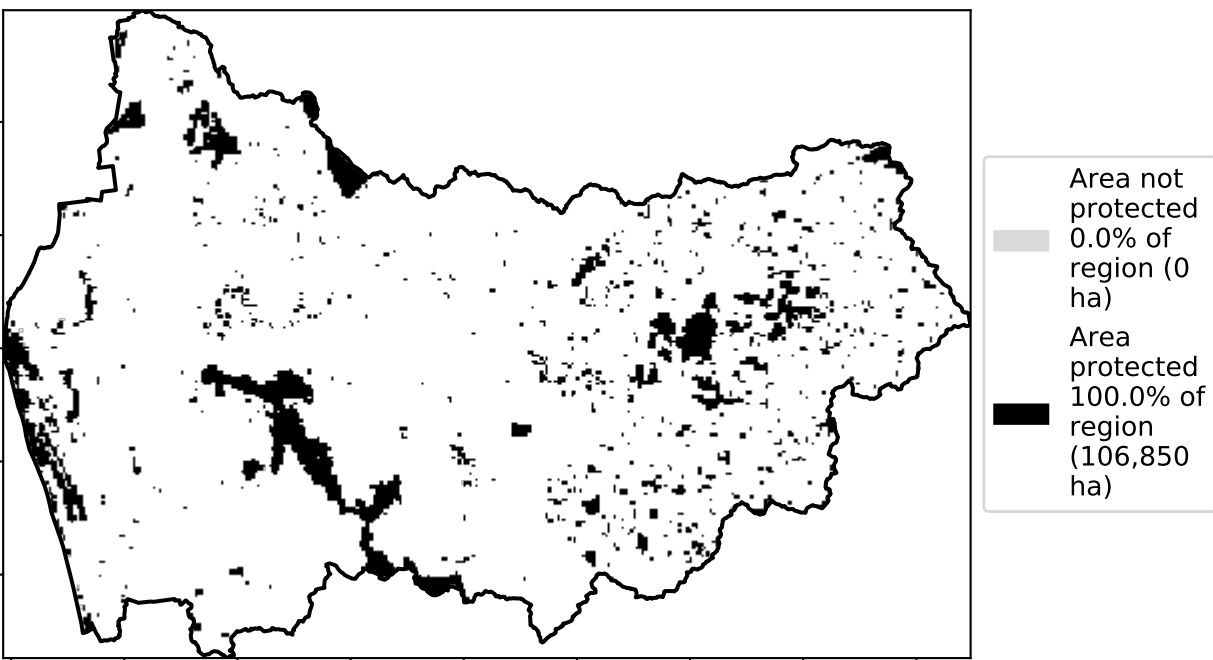 Area not
protected
0.0% of
region (0
ha)
Area
protected
100.0% of
region
(106,850
ha)